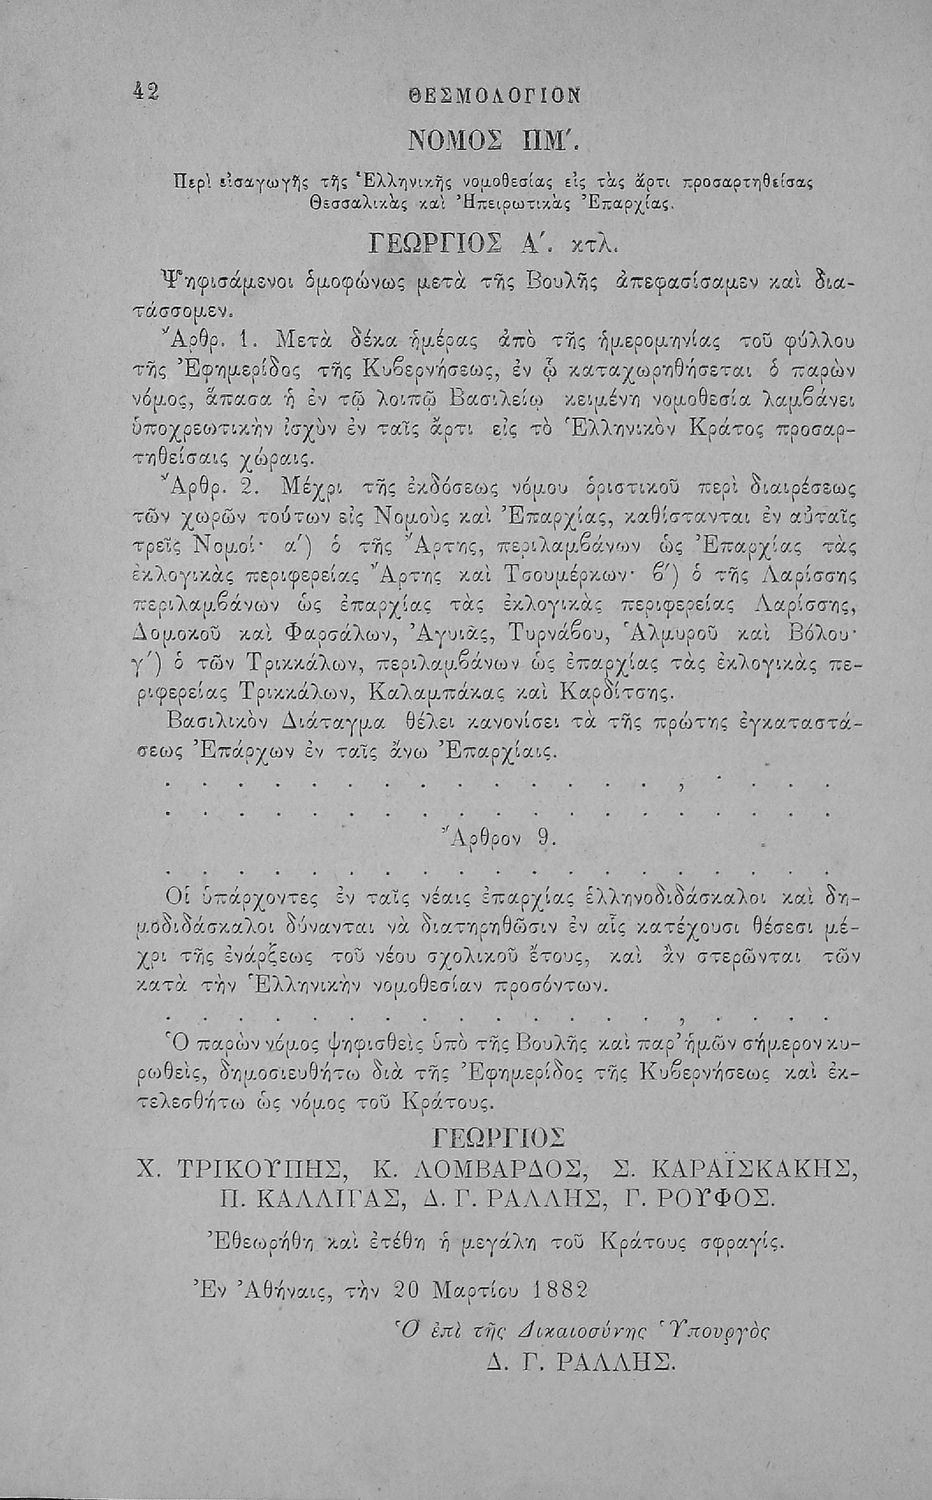 42 ΘΕΣΜΟΛΟΓΙΟΝ
ΝΟΜΟΣ ΠΜ΄.
Περὶ εἰσαγωγῆς τῆς Ἑλληνικῆς νομοθεσίας εἰς τὰς ἄρτι προσαρτηθείσας
Θεσσαλικὰς καὶ Ἠπειρωτικὰς Ἐπαρχίας.
ΓΕΩΡΓΙΟΣ Α΄. κτλ.
Ψηφισάμενοι ὁμοφώνως μετὰ τῆς Βουλῆς ἀπεφασίσαμεν καὶ δια-
τάσσομεν.
Ἄρθρ. 1. Μετὰ δέκα ἡμέρας ἀπὸ τῆς ἡμερομηνίας τοῦ φύλλου
τῆς Ἐφημερίδος τῆς Κυβερνήσεως, ἐν ᾧ καταχωρηθήσεται ὁ παρὼν
νόμος, ἅπασα ἡ ἐν τῷ λοιπῷ Βασιλείῳ κειμένη νομοθεσία λαμβάνει
ὑποχρεωτικὴν ἰσχὺν ἐν ταῖς ἄρτι εἰς τὸ Ἑλληνικὸν Κράτος προσαρ-
τηθείσαις χώραις.
Ἄρθρ. 2. Μέχρι τῆς ἐκδόσεως νόμου ὁριστικοῦ περὶ διαιρέσεως
τῶν χωρῶν τούτων εἰς Νομοὺς καὶ Ἐπαρχίας, καθίστανται ἐν αὐταῖς
τρεῖς Νομοί· α΄) ὁ τῆς Ἄρτης, περιλαμβάνων ὡς Ἐπαρχίας τὰς
ἐκλογικὰς περιφερείας Ἄρτης καὶ Τσουμέρκων· β΄) ὁ τῆς Λαρίσσης
περιλαμβάνων ὡς ἐπαρχίας τὰς ἐκλογικὰς περιφερείας Λαρίσσης,
Δομοκοῦ καὶ Φαρσάλων, Ἀγυιᾶς, Τυρνάβου, Ἁλμυροῦ καὶ Βόλου·
γ΄) ὁ τῶν Τρικκάλων, περιλαμβάνων ὡς ἐπαρχίας τὰς ἐκλογικὰς πε-
ριφερείας Τρικκάλων, Καλαμπάκας καὶ Καρδίτσης.
Βασιλικὸν Διάταγμα θέλει κανονίσει τὰ τῆς πρώτης ἐγκαταστά-
σεως Ἐπάρχων ἐν ταῖς ἄνω Ἐπαρχίαις.
. . . . . . . . . . . . . . , . . . .
. . . . . . . . . . . . . . . . . .
Ἄρθρον 9.
. . . . . . . . . . . . . . . . . .
Οἱ ὑπάρχοντες ἐν ταῖς νέαις ἐπαρχίας ἑλληνοδιδάσκαλοι καὶ δη-
μοδιδάσκαλοι δύνανται νὰ διατηρηθῶσιν ἐν αἷς κατέχουσι θέσεσι μέ-
χρι τῆς ἐνάρξεως τοῦ νέου σχολικοῦ ἔτους, καὶ ἂν στερῶνται τῶν
κατὰ τὴν Ἑλληνικὴν νομοθεσίαν προσόντων.
. . . . . . . . . . . . . . , . . . .
Ὁ παρὼν νόμος ψηφισθεὶς ὑπὸ τῆς Βουλῆς καὶ παρ᾽ ἡμῶν σήμερον κυ-
ρωθεὶς, δημοσιευθήτω διὰ τῆς Ἐφημερίδος τῆς Κυβερνήσεως καὶ ἐκ-
τελεσθήτω ὡς νόμος τοῦ Κράτους.
ΓΕΩΡΓΙΟΣ
Χ. ΤΡΙΚΟΥΠΗΣ, Κ. ΛΟΜΒΑΡΔΟΣ, Σ. ΚΑΡΑΪΣΚΑΚΗΣ,
Π. ΚΑΛΛΙΓΑΣ, Δ. Γ. ΡΑΛΛΗΣ, Γ. ΡΟΥΦΟΣ.
Ἐθεωρήθη καὶ ἐτέθη ἡ μεγάλη τοῦ Κράτους σφραγίς.
Ἐν Ἀθήναις, τὴν 20 Μαρτίου 1882
Ὁ ἐπὶ τῆς Δικαιοσύνης Ὑπουργὸς
Δ. Γ. ΡΑΛΛΗΣ.